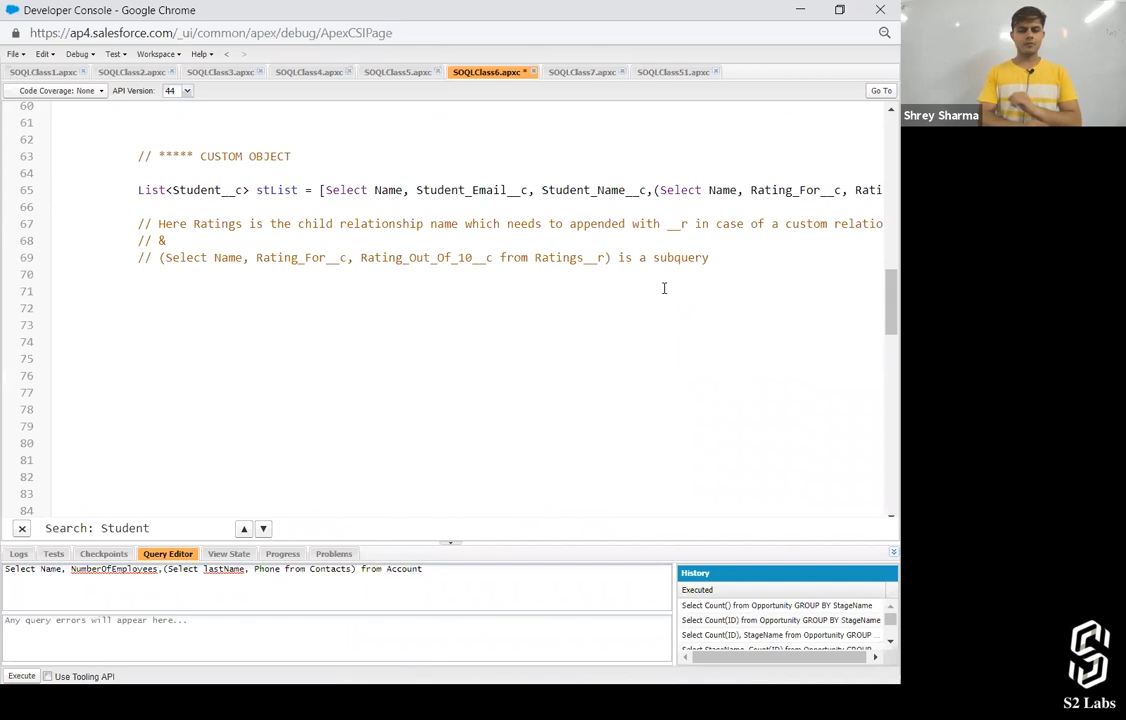 Developer Console - Google Chrome
https://ap4.salesforce.com/_ui/common/apex/debug/ApexCSIPage
File Edit Debug Test Workspace Help < >
SOQLClass1.apxc SOQLClass2.apxc SOQLClass3.apxc SOQLClass4.apxc SOQLClass5.apxc SOQLClass6.apxc * SOQLClass7.apxc SOQLClass51.apxc
Code Coverage: None API Version: 44 Go To
Shrey Sharma
60
61
62
63 // ***** CUSTOM OBJECT
64
65 List<Student__c> stList = [Select Name, Student_Email__c, Student_Name__c,(Select Name, Rating_For__c, Rati
66
67 // Here Ratings is the child relationship name which needs to appended with __r in case of a custom relatio
68 // &
69 // (Select Name, Rating_For__c, Rating_Out_Of_10__c from Ratings__r) is a subquery
70
71
72
73
74
75
76
77
78
79
80
81
82
83
84
Search: Student
Logs Tests Checkpoints Query Editor View State Progress Problems
Select Name, NumberOfEmployees,(Select lastName, Phone from Contacts) from Account
Any query errors will appear here...
History
Executed
Select Count() from Opportunity GROUP BY StageName
Select Count(ID) from Opportunity GROUP BY StageName
Select Count(ID), StageName from Opportunity GROUP ...
Select StageName, Count(ID) from Opportunity GROUP
Execute Use Tooling API
S2 Labs